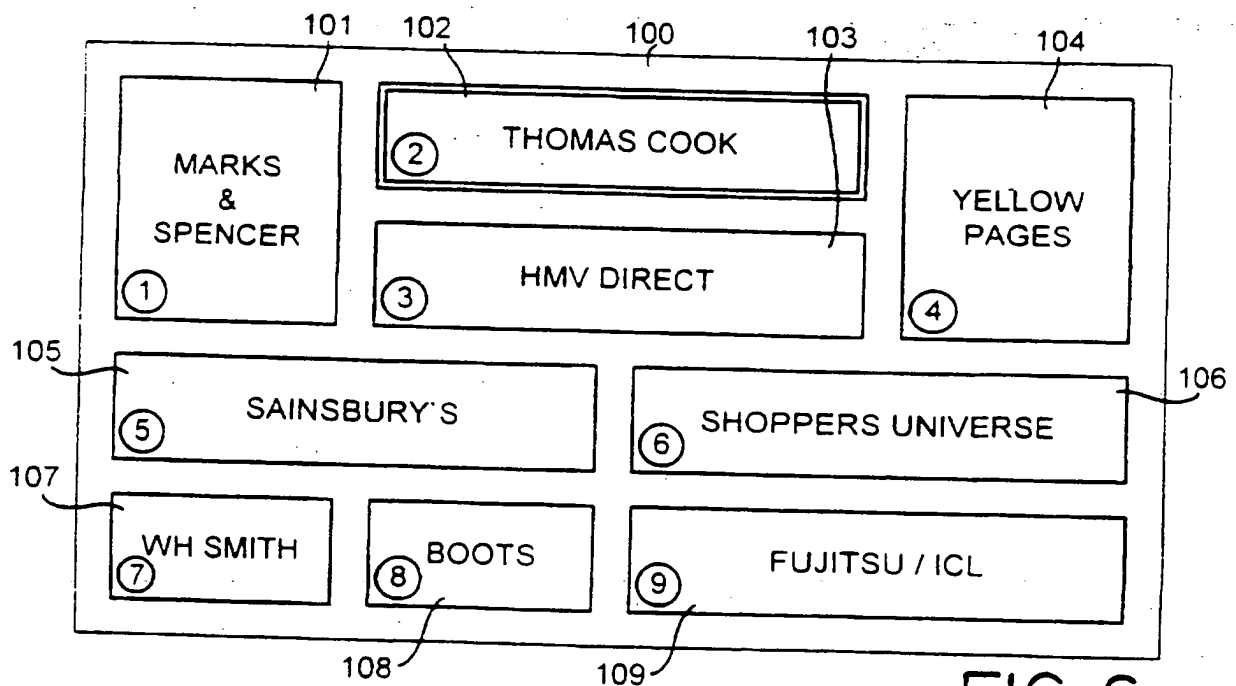 101
102
100
103
104
MARKS
&
SPENCER
1
THOMAS COOK
2
HMV DIRECT
3
YELLOW
PAGES
4
105
SAINSBURY'S
5
SHOPPERS UNIVERSE
6
106
107
WH SMITH
7
BOOTS
8
FUJITSU / ICL
9
108
109